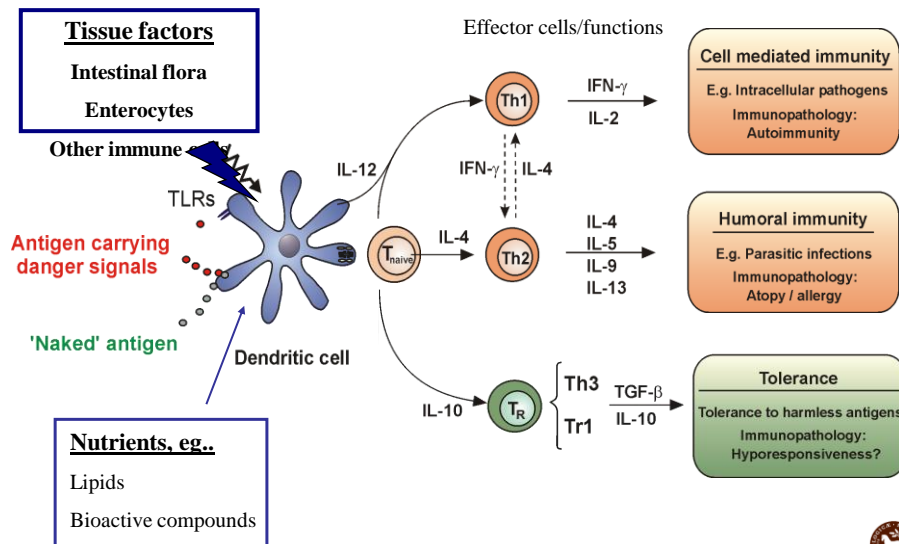 Tissue factors
Intestinal flora
Enterocytes
Other immune cells
TLRs
Antigen carrying
danger signals
'Naked' antigen
Dendritic cell
Nutrients, eg..
Lipids
Bioactive compounds
IL-12
T naive
IL-4
IL-10
Effector cells/functions
Th1
IFN-γ
IL-2
IFN-γ
IL-4
Th2
IL-4
IL-5
IL-9
IL-13
TR
Th3
Tr1
TGF-β
IL-10
Cell mediated immunity
E.g. Intracellular pathogens
Immunopathology:
Autoimmunity
Humoral immunity
E.g. Parasitic infections
Immunopathology:
Atopy / allergy
Tolerance
Tolerance to harmless antigens
Immunopathology:
Hyporesponsiveness?